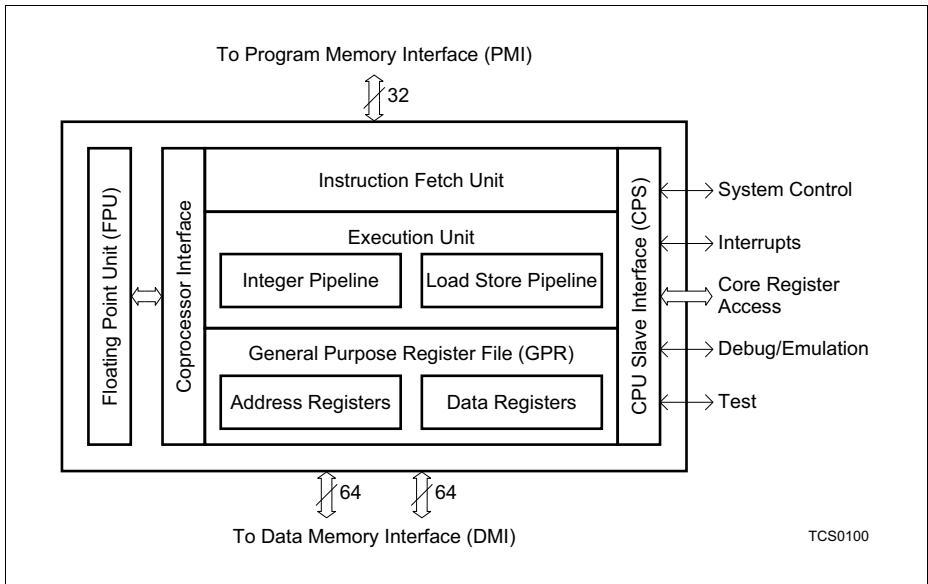 To Program Memory Interface (PMI)
32
Floating Point Unit (FPU)
Coprocessor Interface
Instruction Fetch Unit
Execution Unit
Integer Pipeline
Load Store Pipeline
General Purpose Register File (GPR)
Address Registers
Data Registers
CPU Slave Interface (CPS)
System Control
Interrupts
Core Register
Access
Debug/Emulation
Test
64
64
To Data Memory Interface (DMI)
TCS0100